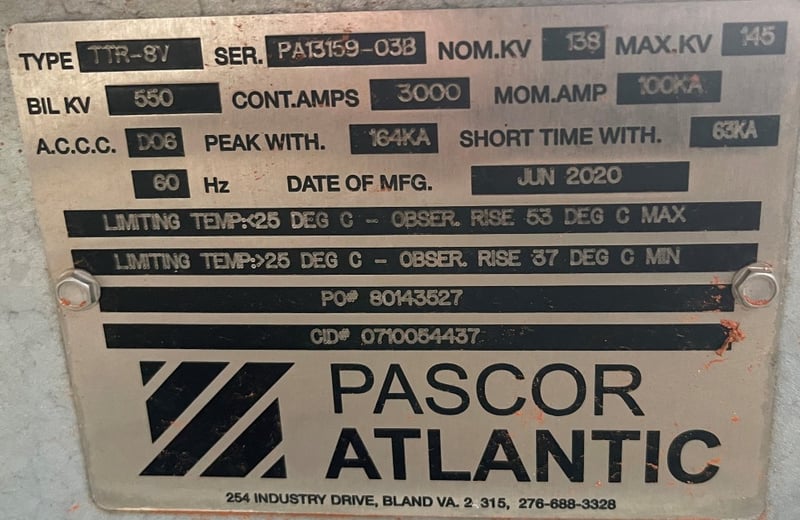 TYPE TTR-8V SER. PA13159-03B NOM.KV 138 MAX.KV 145
BIL KV 550 CONT.AMPS 3000 MOM.AMP 100KA
A.C.C.C. DO6 PEAK WITH. 164KA SHORT TIME WITH. 63KA
60 Hz DATE OF MFG. JUN 2020
LIMITING TEMP:<25 DEG C - OBSER. RISE 53 DEG C MAX
LIMITING TEMP:>25 DEG C - OBSER. RISE 37 DEG C MIN
PO# 80143527
CID# 0710054437
PASCOR
ATLANTIC
254 INDUSTRY DRIVE, BLAND VA. 2 315, 276-688-3328